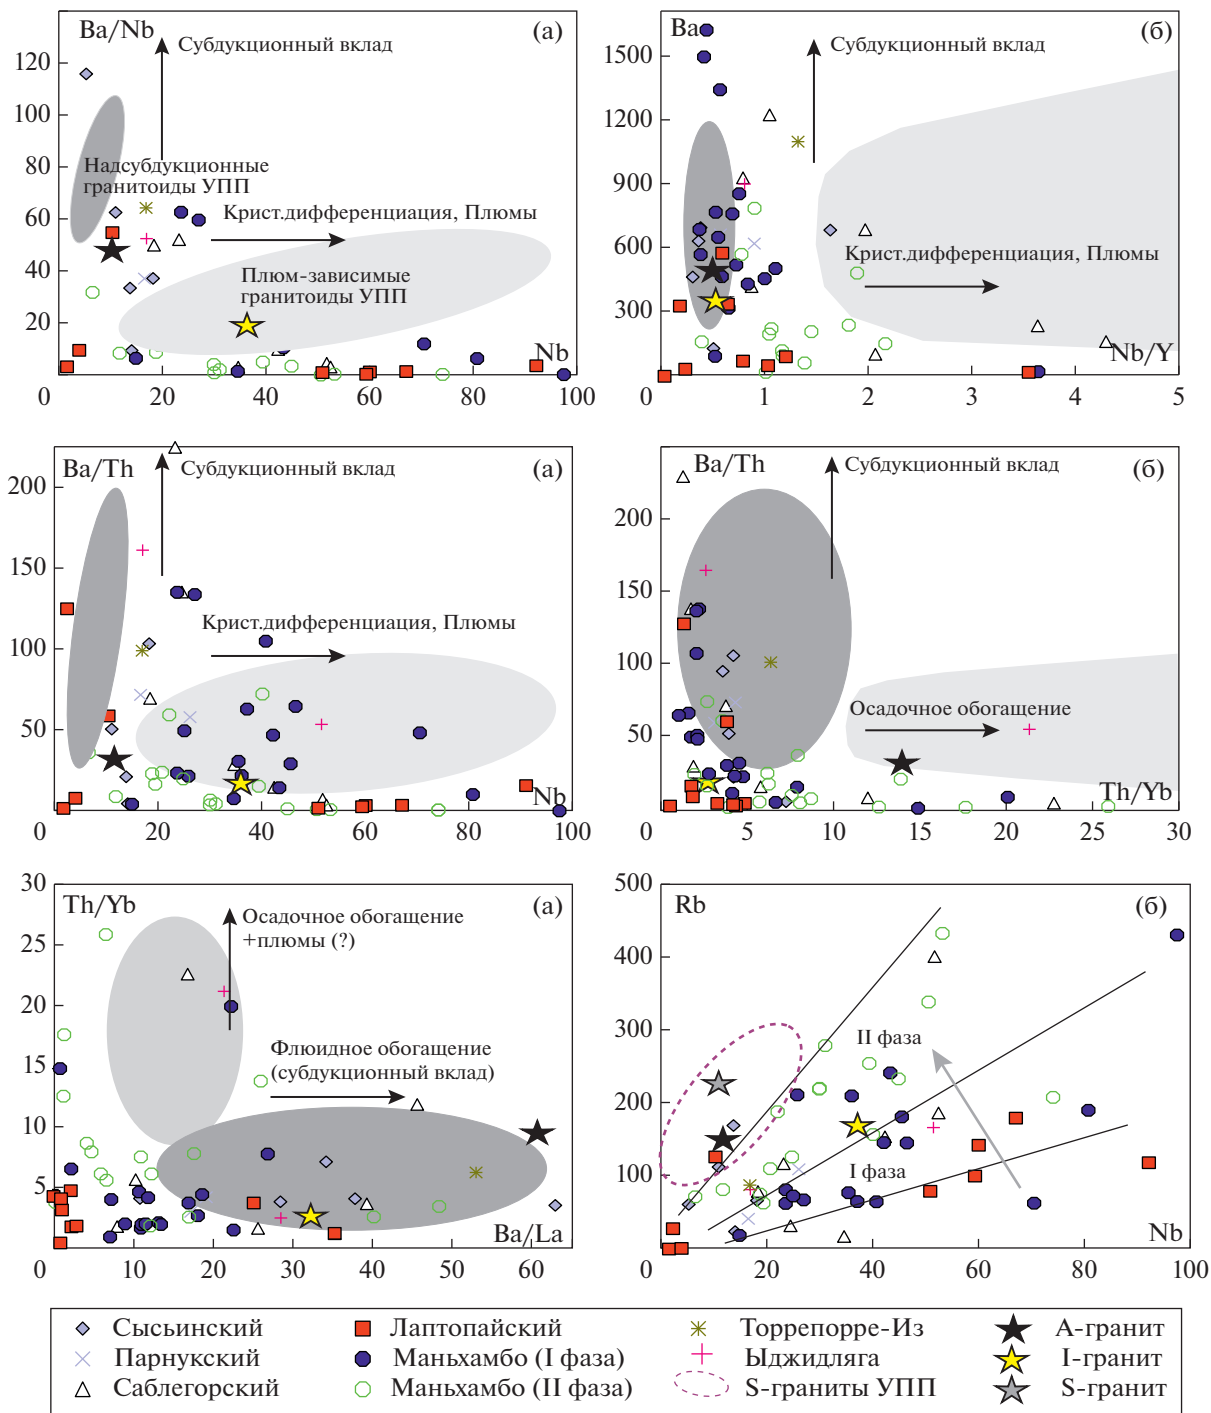 Ba/Nb
(а)
Субдукционный вклад
120
100
80
60
40
20
0
Надсубдукционные
гранитоиды УПП
Крист.дифференциация, Плюмы
Плюм-зависимые
гранитоиды УПП
Nb
0 20 40 60 80 100
Ba
(б)
Субдукционный вклад
1500
1200
900
600
300
0
Крист.дифференциация, Плюмы
Nb/Y
1 2 3 4 5
Ba/Th
(а)
Субдукционный вклад
200
150
100
50
0
Крист.дифференциация, Плюмы
Nb
0 20 40 60 80 100
Ba/Th
(б)
Субдукционный вклад
200
150
100
50
0
Осадочное обогащение
Th/Yb
0 5 10 15 20 25 30
Th/Yb
(а)
Осадочное обогащение
+плюмы (?)
30
25
20
15
10
5
Флюидное обогащение
(субдукционный вклад)
Ba/La
0 10 20 30 40 50 60
Rb
(б)
500
400
300
200
100
0
II фаза
I фаза
Nb
0 20 40 60 80 100
Сысьинский
Лаптопайский
Торрепорре-Из
А-гранит
Парнукский
Маньхамбо (I фаза)
Ыджидляга
I-гранит
Саблегорский
Маньхамбо (II фаза)
S-граниты УПП
S-гранит